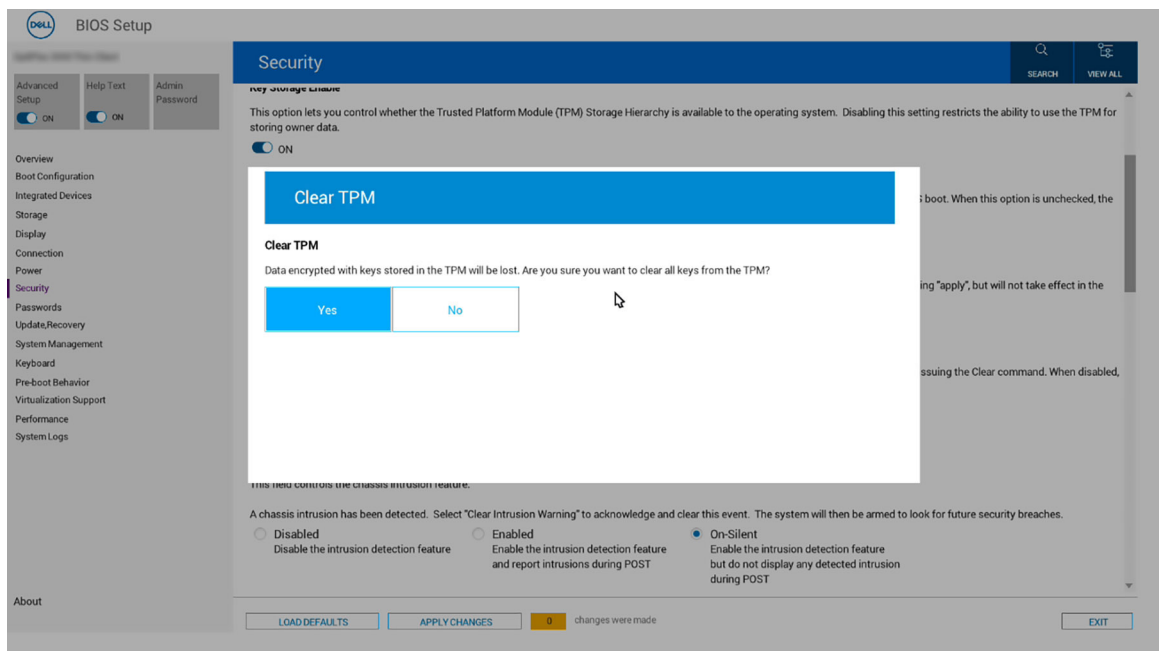 DELL BIOS Setup
Security
SEARCH
VIEW ALL
Advanced Setup
ON
Help Text
ON
Admin Password
Overview
Boot Configuration
Integrated Devices
Storage
Display
Connection
Power
Security
Passwords
Update,Recovery
System Management
Keyboard
Pre-boot Behavior
Virtualization Support
Performance
System Logs
About
Key Storage Enable
This option lets you control whether the Trusted Platform Module (TPM) Storage Hierarchy is available to the operating system. Disabling this setting restricts the ability to use the TPM for
storing owner data.
ON
boot. When this option is unchecked, the
ing "apply", but will not take effect in the
ssuing the Clear command. When disabled,
Clear TPM
Clear TPM
Data encrypted with keys stored in the TPM will be lost. Are you sure you want to clear all keys from the TPM?
Yes
No
This field controls the chassis intrusion feature.
A chassis intrusion has been detected. Select "Clear Intrusion Warning" to acknowledge and clear this event. The system will then be armed to look for future security breaches.
Disabled
Disable the intrusion detection feature
Enabled
Enable the intrusion detection feature
and report intrusions during POST
On-Silent
Enable the intrusion detection feature
but do not display any detected intrusion
during POST
LOAD DEFAULTS
APPLY CHANGES
0 changes were made
EXIT